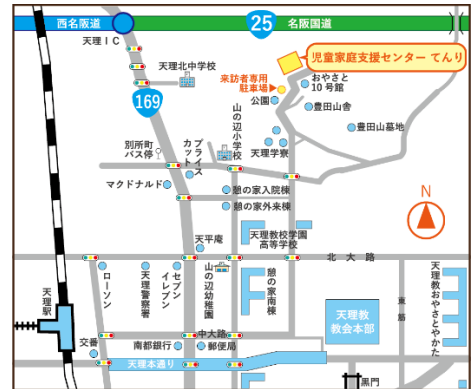 西名阪道
25
名阪国道
天理IC
児童家庭支援センター てんり
天理北中学校
来訪者専用
駐車場▶
おやさと
10号館
169
公園
豊田山舎
山の辺小学校
豊田山墓地
別所町
バス停
プライス
カット
天理学寮
マクドナルド
憩の家入院棟
憩の家外来棟
N
天理教校学園
高等学校
天平庵
北大路
ローソン
天理警察署
セブン
イレブン
山の辺幼稚園
憩の家南棟
天理教
教会本部
東筋
天理教おやさとやかた
天理駅
交番
南都銀行
中大路
郵便局
天理本通り
黒門